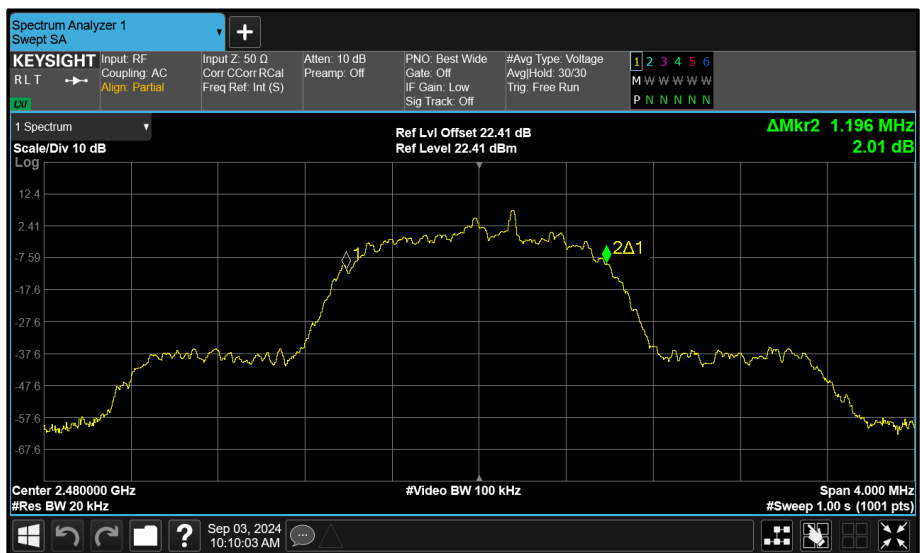 Spectrum Analyzer 1
Swept SA
KEYSIGHT
R L T
LXI
Input: RF
Coupling: AC
Align: Partial
Input Z: 50 Ω
Corr CCorr RCal
Freq Ref: Int (S)
Atten: 10 dB
Preamp: Off
PNO: Best Wide
Gate: Off
IF Gain: Low
Sig Track: Off
#Avg Type: Voltage
Avg|Hold: 30/30
Trig: Free Run
1 2 3 4 5 6
M W W W W W
P N N N N N
1 Spectrum
Scale/Div 10 dB
Ref Lvl Offset 22.41 dB
Ref Level 22.41 dBm
ΔMkr2 1.196 MHz
2.01 dB
Log
12.4
2.41
-7.59
-17.6
-27.6
-37.6
-47.6
-57.6
-67.6
1
2Δ1
Center 2.480000 GHz
#Video BW 100 kHz
Span 4.000 MHz
#Res BW 20 kHz
#Sweep 1.00 s (1001 pts)
?
Sep 03, 2024
10:10:03 AM